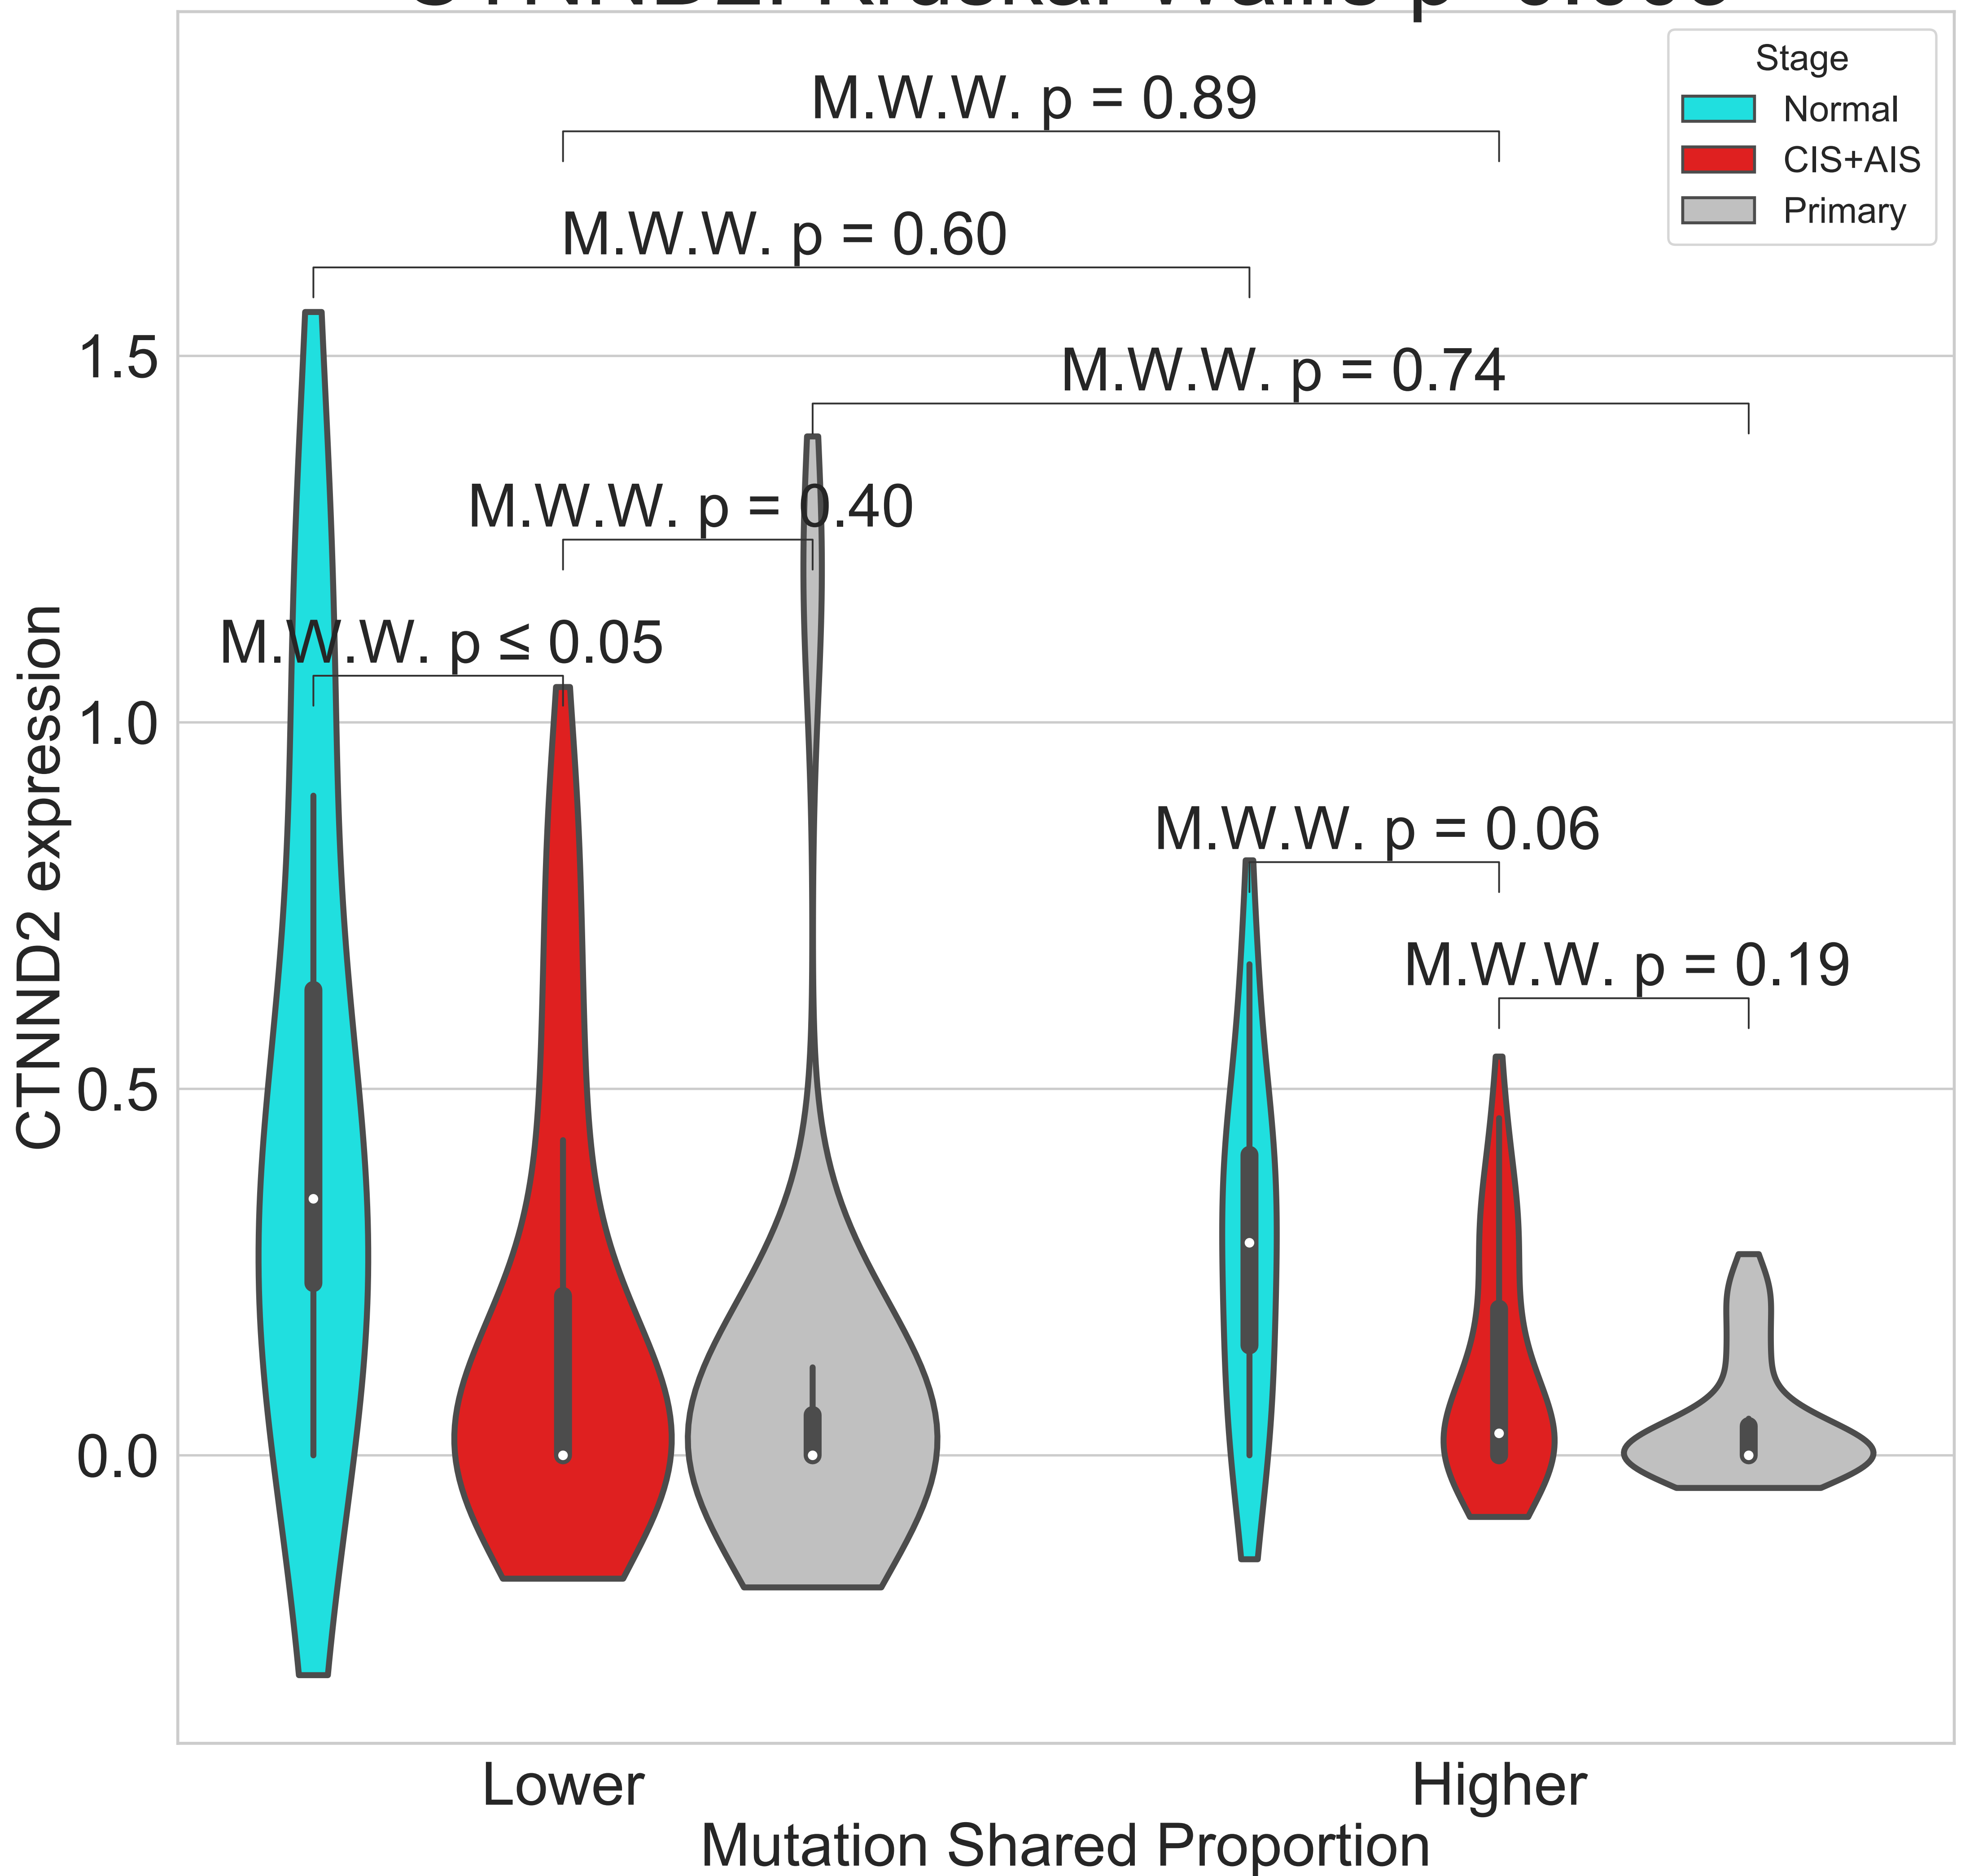 Stage
Normal
CIS+AIS
Primary
M.W.W. p = 0.89
M.W.W. p = 0.60
M.W.W. p = 0.74
M.W.W. p = 0.40
M.W.W. p ≤ 0.05
M.W.W. p = 0.06
M.W.W. p = 0.19
CTNND2 expression
1.5
1.0
0.5
0.0
Lower
Higher
Mutation Shared Proportion